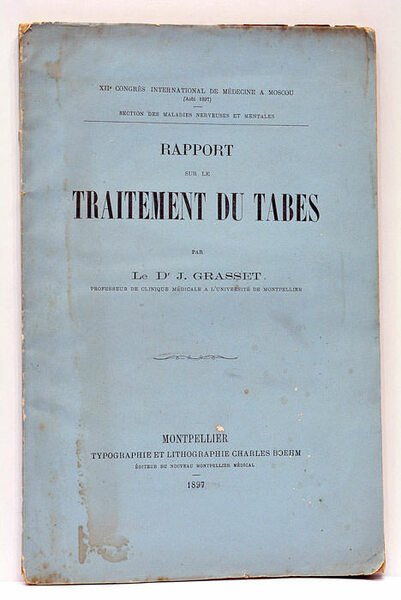 XIIe CONGRÈS INTERNATIONAL DE MÉDECINE A MOSCOU
(Août 1897)
SECTION DES MALADIES NERVEUSES ET MENTALES
RAPPORT
SUR LE
TRAITEMENT DU TABES
PAR
Le Dr J. GRASSET
PROFESSEUR DE CLINIQUE MÉDICALE A L'UNIVERSITÉ DE MONTPELLIER
MONTPELLIER
TYPOGRAPHIE ET LITHOGRAPHIE CHARLES BOEHM
ÉDITEUR DU NOUVEAU MONTPELLIER MÉDICAL
1897